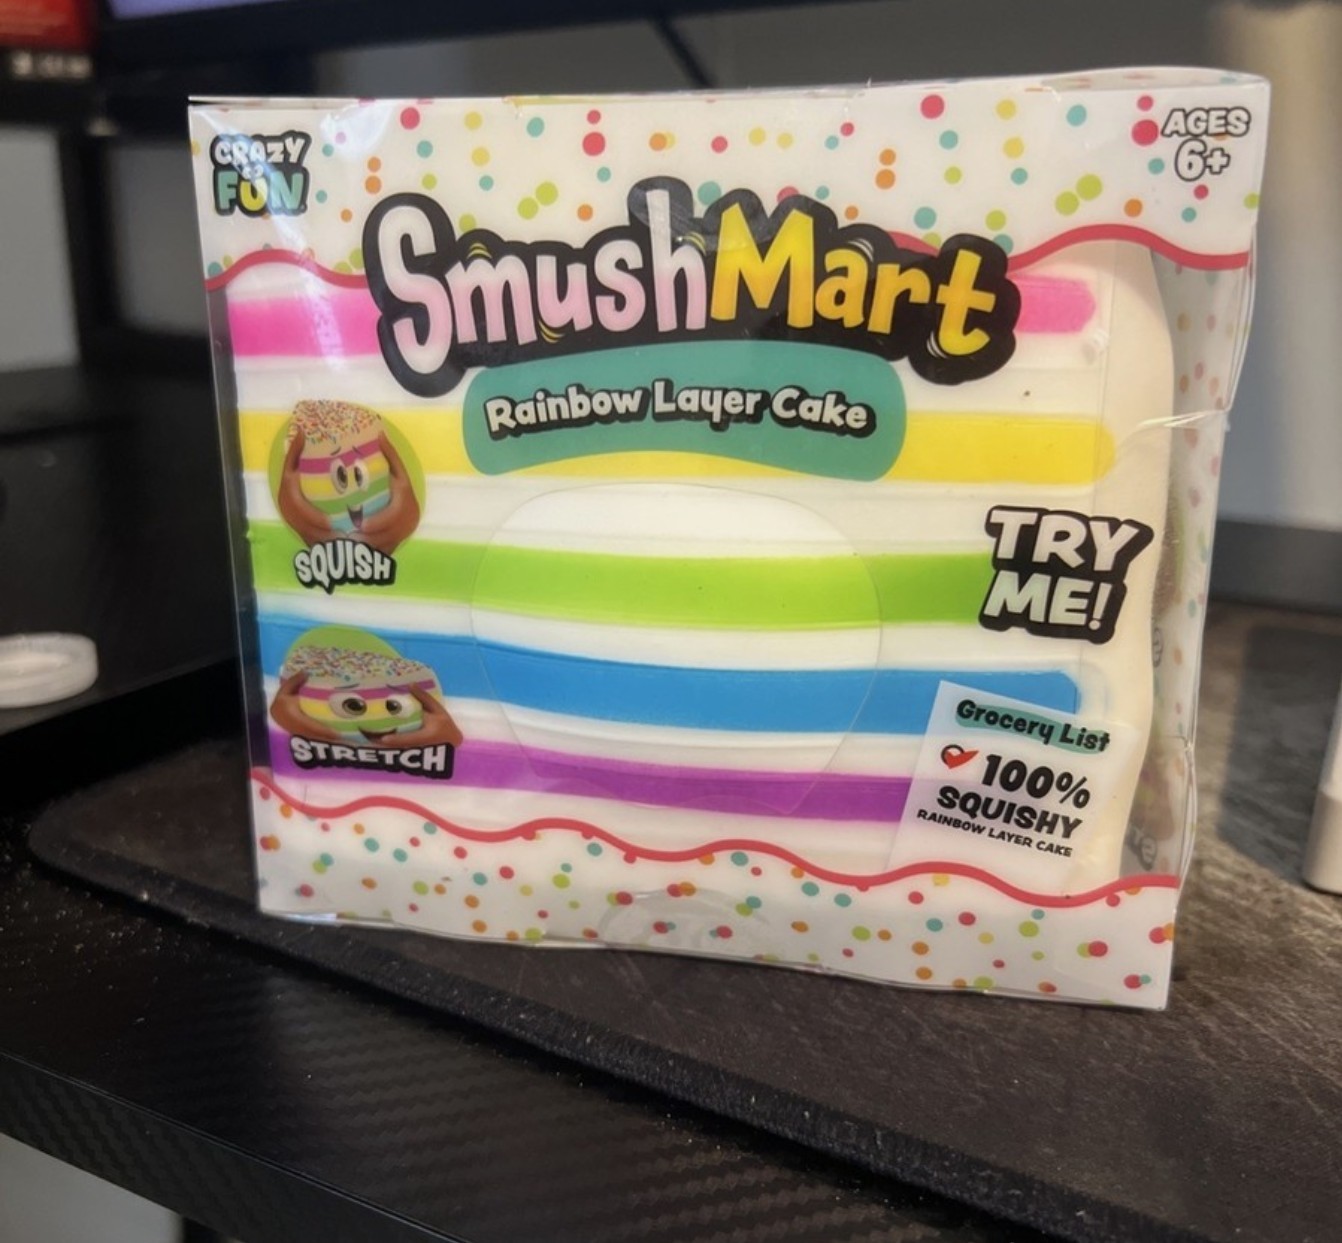 CRAZY
GO
FUN
AGES
6+
SmushMart
Rainbow Layer Cake
SQUISH
TRY
ME!
STRETCH
Grocery List
100%
SQUISHY
RAINBOW LAYER CAKE